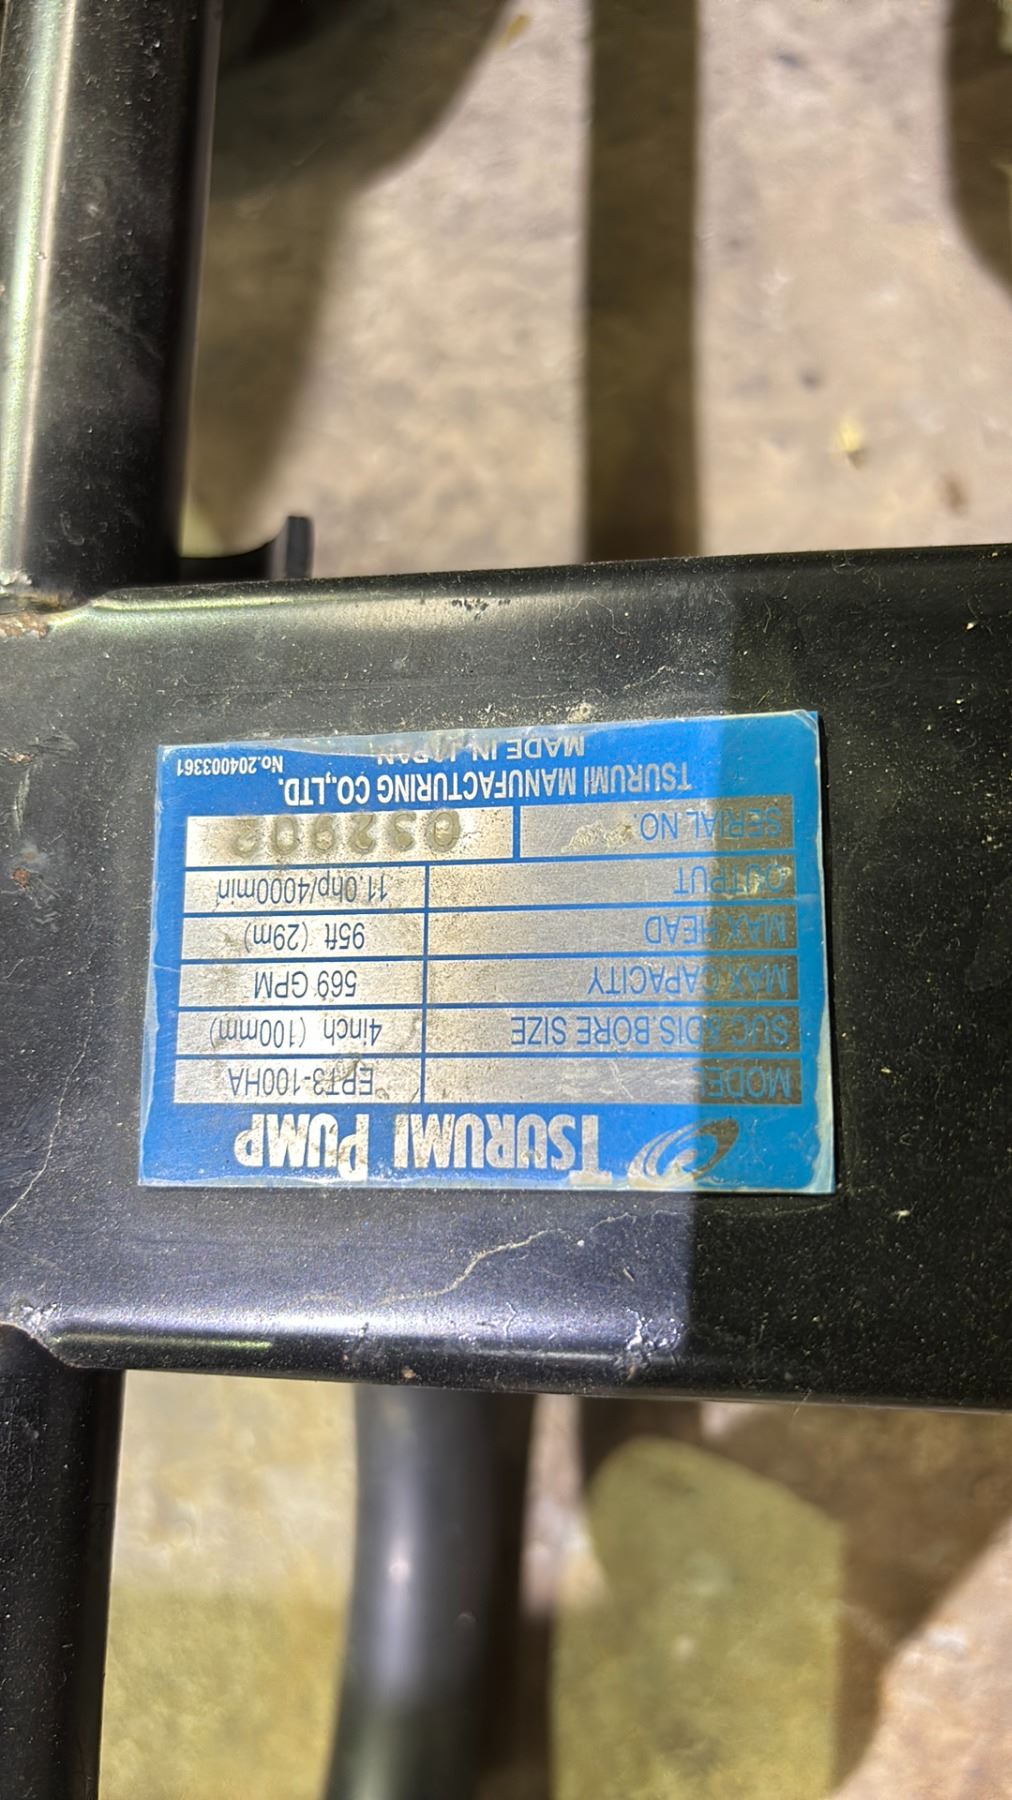 TSURUMI PUMP
MODEL EPT3-100HA
SUC.&DIS BORE SIZE 4inch (100mm)
MAX.CAPACITY 569 GPM
MAX.HEAD 95ft (29m)
OUTPUT 11.0hp/4000min
SERIAL NO. 032902
TSURUMI MANUFACTURING CO.,LTD.
MADE IN JAPAN No.204003361